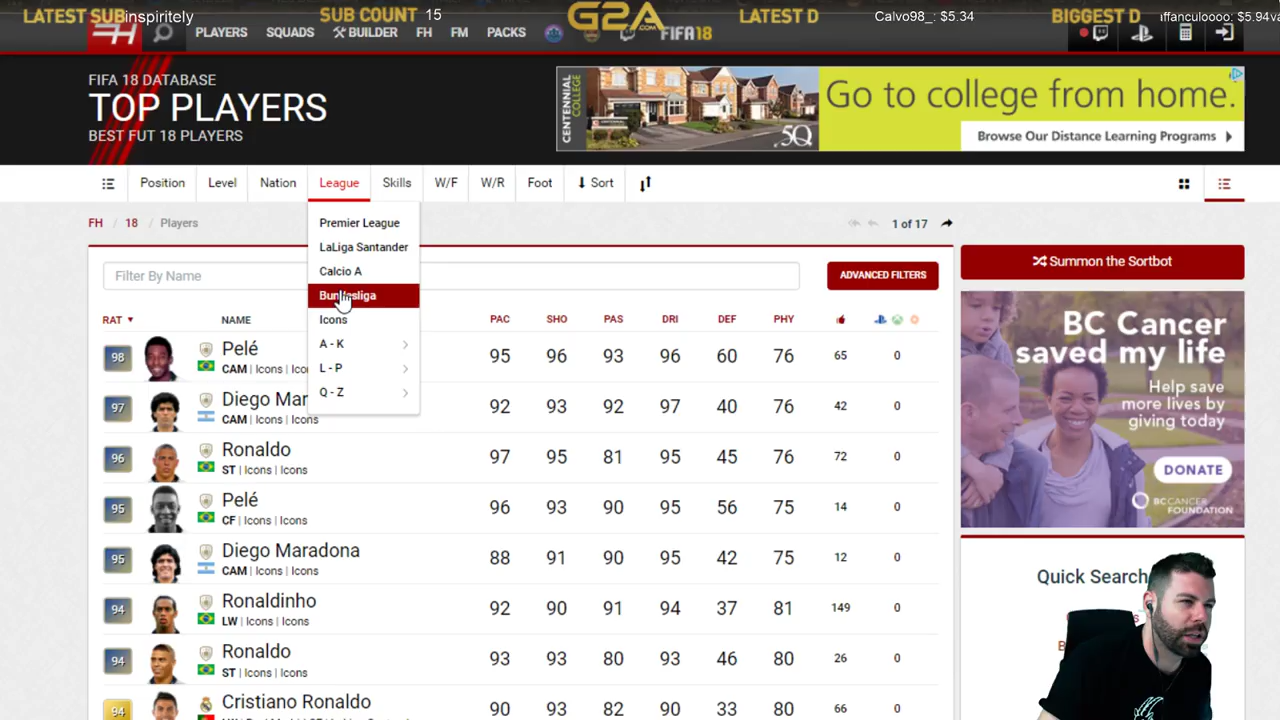 LATEST SUB inspiritely
SUB COUNT 15
G2A.COM
LATEST D
Calvo98_: $5.34
BIGGEST D
ffanculoooo: $5.94
PLAYERS SQUADS BUILDER FH FM PACKS FIFA18
FIFA 18 DATABASE
TOP PLAYERS
BEST FUT 18 PLAYERS
CENTENNIAL COLLEGE
5Q
Go to college from home.
Browse Our Distance Learning Programs
Position Level Nation League Skills W/F W/R Foot Sort
FH 18 Players
1 of 17
Premier League
LaLiga Santander
Calcio A
Bundesliga
Icons
A - K
L - P
Q - Z
Filter By Name
ADVANCED FILTERS
Summon the Sortbot
RAT NAME PAC SHO PAS DRI DEF PHY
98 Pelé 95 96 93 96 60 76 65 0
CAM | Icons |
97 Diego 92 93 92 97 40 76 42 0
CAM | Icons | Icons
96 Ronaldo 97 95 81 95 45 76 72 0
ST | Icons | Icons
95 Pelé 96 93 90 95 56 75 14 0
CF | Icons | Icons
95 Diego Maradona 88 91 90 95 42 75 12 0
CAM | Icons | Icons
94 Ronaldinho 92 90 91 94 37 81 149 0
LW | Icons | Icons
94 Ronaldo 93 93 80 93 46 80 26 0
ST | Icons | Icons
94 Cristiano Ronaldo 90 93 82 90 33 80 66 0
BC Cancer
saved my life
Help save
more lives by
giving today
DONATE
BC CANCER
FOUNDATION
Quick Search